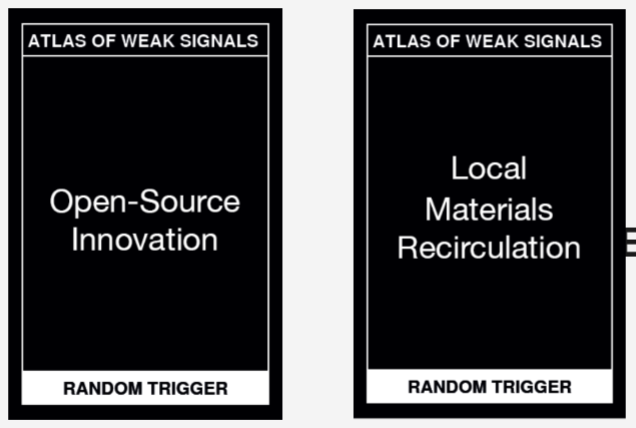 ATLAS OF WEAK SIGNALS
Open-Source
Innovation
RANDOM TRIGGER
ATLAS OF WEAK SIGNALS
Local
Materials
Recirculation
RANDOM TRIGGER